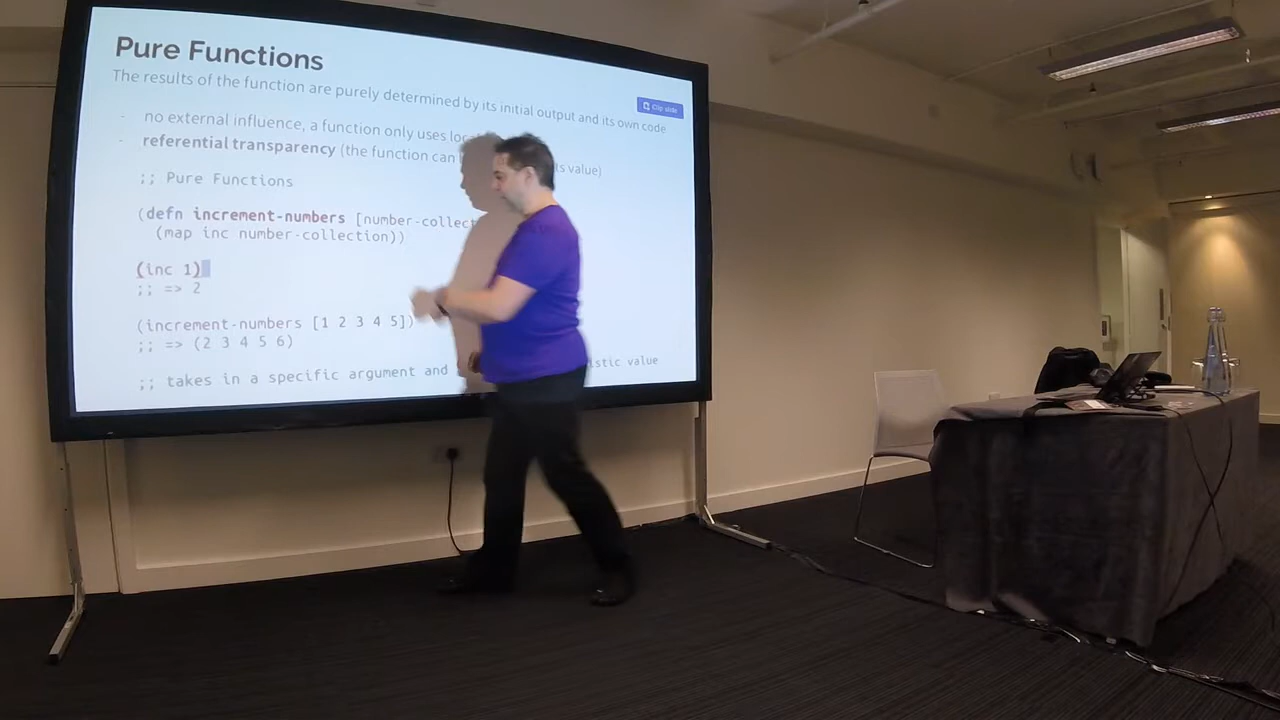 Pure Functions
The results of the function are purely determined by its initial output and its own code
Clip slide
- no external influence, a function only uses
- referential transparency (the function can its value)
;; Pure Functions
(defn increment-numbers [number-collect
(map inc number-collection))
(inc 1)
;; => 2
(increment-numbers [1 2 3 4 5])
;; => (2 3 4 5 6)
;; takes in a specific argument and value